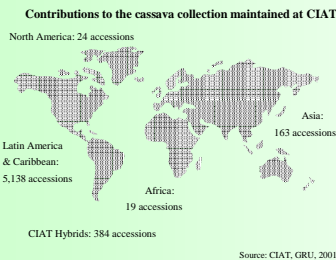 Contributions to the cassava collection maintained at CIAT
North America: 24 accessions
Asia:
163 accessions
Latin America
& Caribbean:
5,138 accessions
Africa:
19 accessions
CIAT Hybrids: 384 accessions
Source: CIAT, GRU, 2001